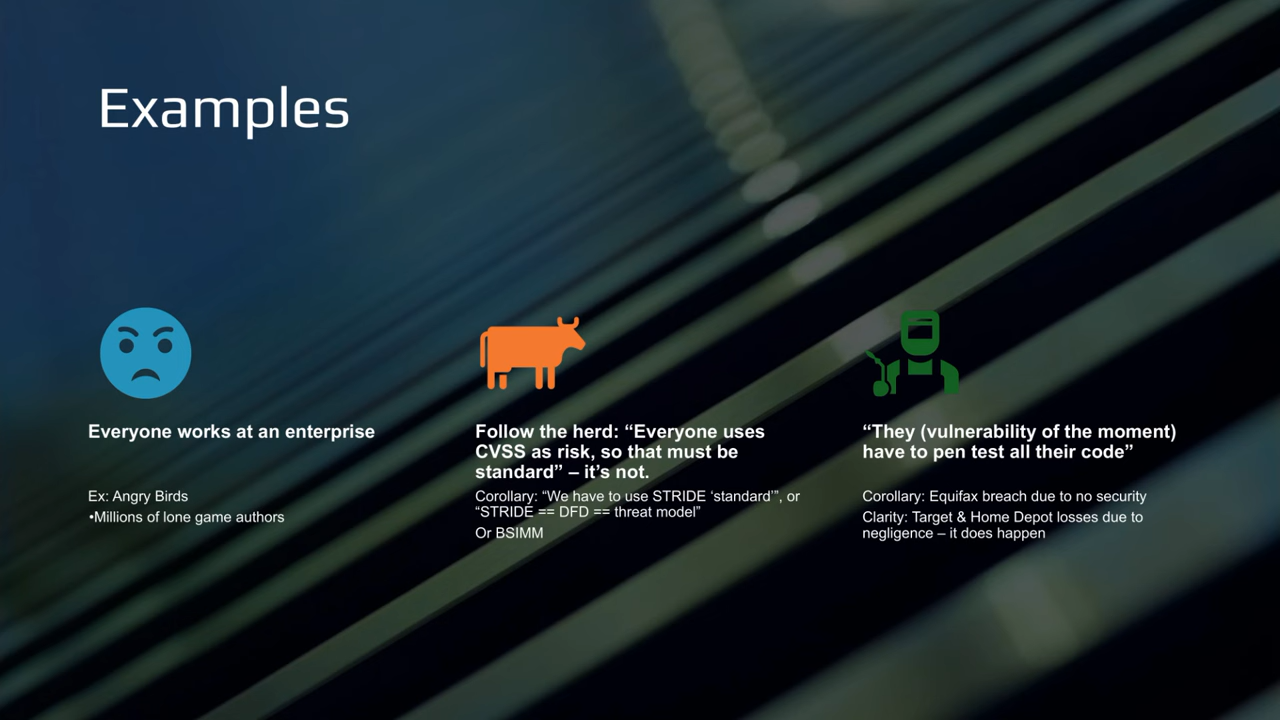 Examples
Everyone works at an enterprise
Ex: Angry Birds
•Millions of lone game authors
Follow the herd: “Everyone uses
CVSS as risk, so that must be
standard” – it’s not.
Corollary: “We have to use STRIDE ‘standard’”, or
“STRIDE == DFD == threat model”
Or BSIMM
“They (vulnerability of the moment)
have to pen test all their code”
Corollary: Equifax breach due to no security
Clarity: Target & Home Depot losses due to
negligence – it does happen